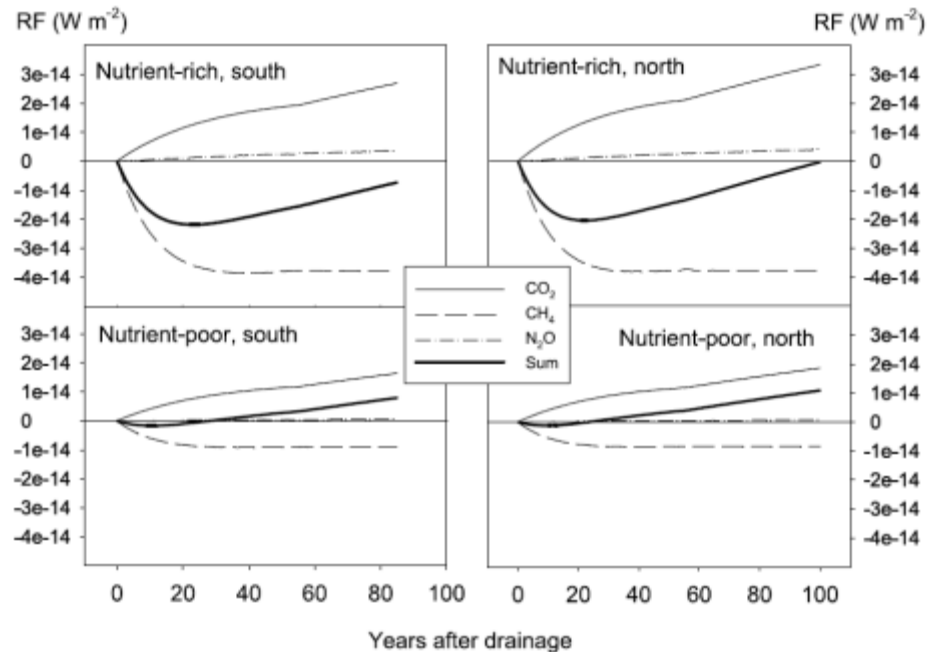 RF (W m⁻²) RF (W m⁻²)
Nutrient-rich, south
Nutrient-rich, north
3e-14
2e-14
1e-14
0
-1e-14
-2e-14
-3e-14
-4e-14
3e-14
2e-14
1e-14
0
-1e-14
-2e-14
-3e-14
-4e-14
CO₂
CH₄
N₂O
Sum
Nutrient-poor, south
Nutrient-poor, north
3e-14
2e-14
1e-14
0
-1e-14
-2e-14
-3e-14
-4e-14
3e-14
2e-14
1e-14
0
-1e-14
-2e-14
-3e-14
-4e-14
0 20 40 60 80 100
0 20 40 60 80 100
Years after drainage